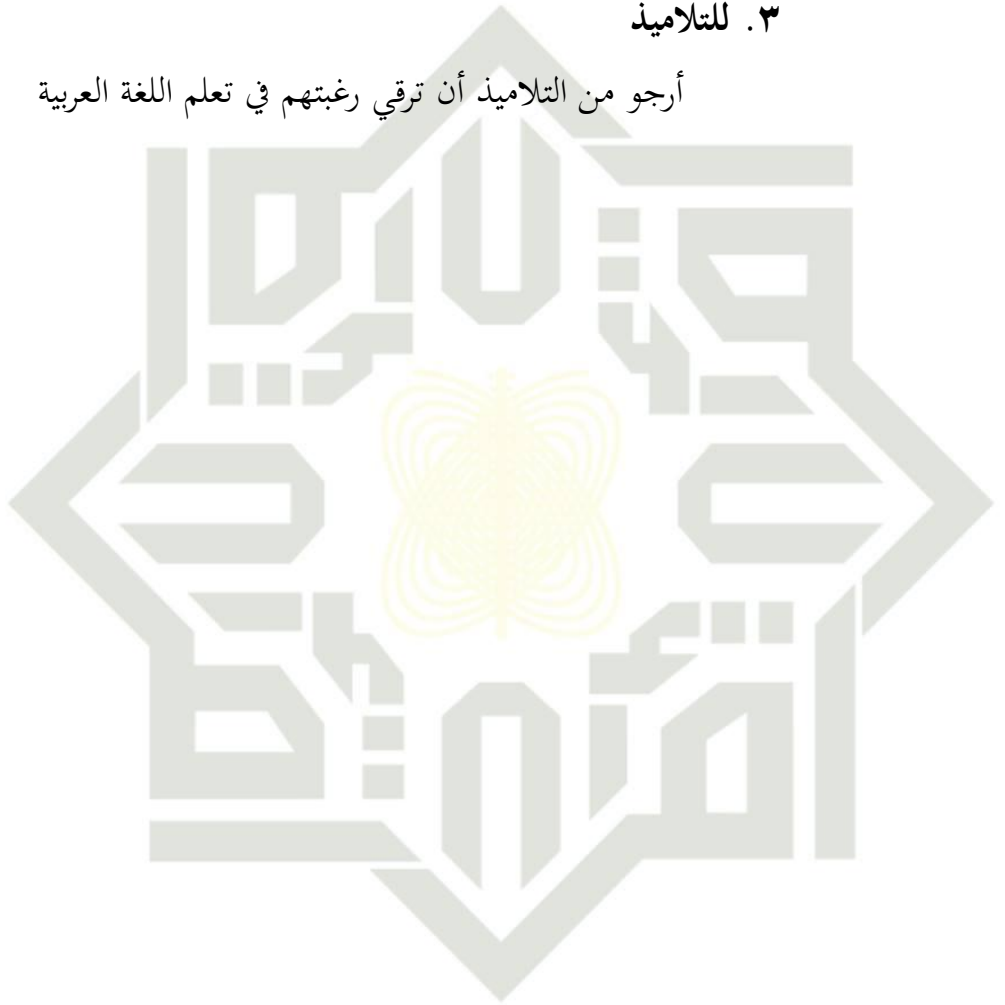 ٣. للتلاميذ
أرجو من التلاميذ أن ترقي رغبتهم في تعلم اللغة العربية